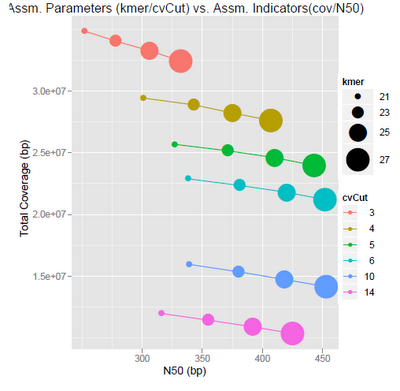 Assm. Parameters (kmer/cvCut) vs. Assm. Indicators(cov/N50)
Total Coverage (bp)
3.0e+07
2.5e+07
2.0e+07
1.5e+07
300
350
400
450
N50 (bp)
kmer
21
23
25
27
cvCut
3
4
5
6
10
14